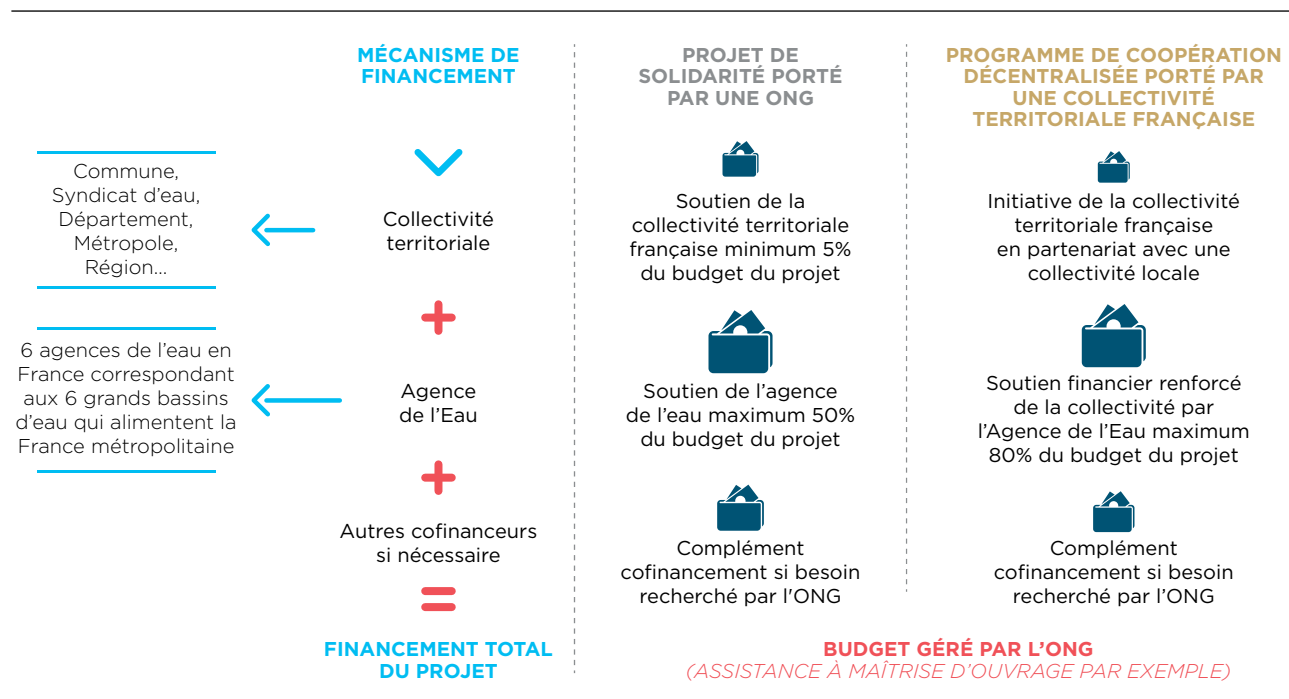 MÉCANISME DE
FINANCEMENT
PROJET DE
SOLIDARITÉ PORTÉ
PAR UNE ONG
PROGRAMME DE COOPÉRATION
DÉCENTRALISÉE PORTÉ PAR
UNE COLLECTIVITÉ
TERRITORIALE FRANÇAISE
Commune,
Syndicat d'eau,
Département,
Métropole,
Région...
Collectivité
territoriale
Soutien de la
collectivité territoriale
française minimum 5%
du budget du projet
Initiative de la collectivité
territoriale française
en partenariat avec une
collectivité locale
+
6 agences de l'eau en
France correspondant
aux 6 grands bassins
d'eau qui alimentent la
France métropolitaine
Agence
de l'Eau
Soutien de l'agence
de l'eau maximum 50%
du budget du projet
Soutien financier renforcé
de la collectivité par
l'Agence de l'Eau maximum
80% du budget du projet
+
Autres cofinanceurs
si nécessaire
Complément
cofinancement si besoin
recherché par l'ONG
Complément
cofinancement si besoin
recherché par l'ONG
=
FINANCEMENT TOTAL
DU PROJET
BUDGET GÉRÉ PAR L'ONG
(ASSISTANCE À MAÎTRISE D'OUVRAGE PAR EXEMPLE)